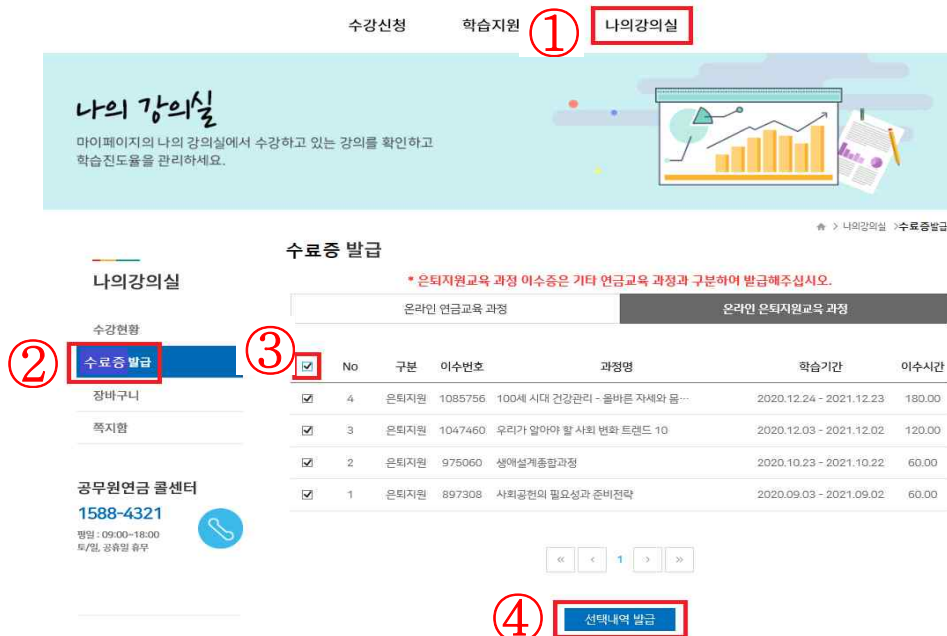 수강신청 학습지원 ① 나의강의실
나의 강의실
마이페이지의 나의 강의실에서 수강하고 있는 강의를 확인하고
학습진도율을 관리하세요.
> 나의강의실 >수료증발급
나의강의실
수강현황
② 수료증 발급
장바구니
쪽지함
공무원연금 콜센터
1588-4321
평일 : 09:00~18:00
토/일, 공휴일 휴무
수료증 발급
* 은퇴지원교육 과정 이수증은 기타 연금교육 과정과 구분하여 발급해주십시오.
온라인 연금교육 과정 온라인 은퇴지원교육 과정
③ No 구분 이수번호 과정명 학습기간 이수시간
4 은퇴지원 1085756 100세 시대 건강관리 - 올바른 자세와 몸… 2020.12.24 - 2021.12.23 180.00
3 은퇴지원 1047460 우리가 알아야 할 사회 변화 트렌드 10 2020.12.03 - 2021.12.02 120.00
2 은퇴지원 975060 생애설계종합과정 2020.10.23 - 2021.10.22 60.00
1 은퇴지원 897308 사회공헌의 필요성과 준비전략 2020.09.03 - 2021.09.02 60.00
« < 1 > »
④ 선택내역 발급